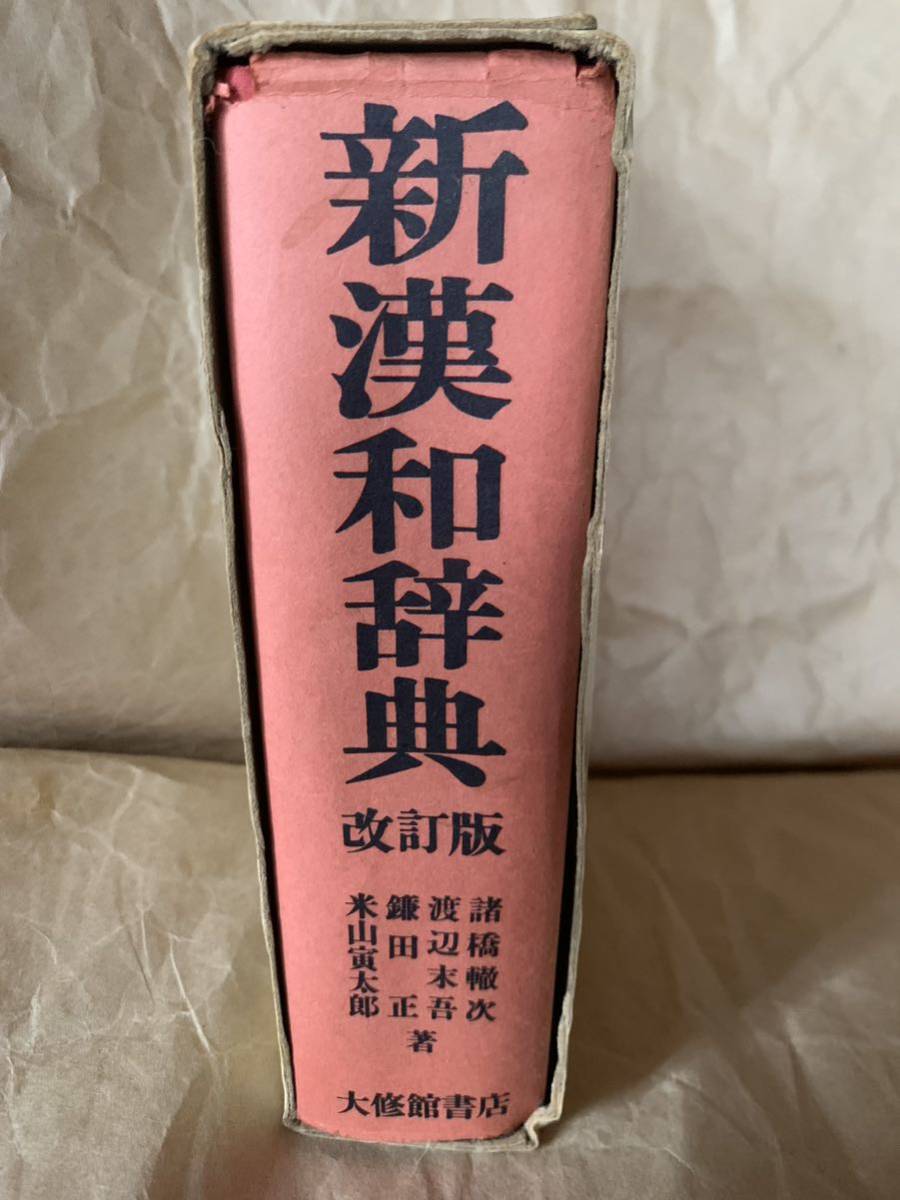 新漢和辞典
改訂版
諸橋轍次
渡辺末吾
鎌田正
米山寅太郎
著
大修館書店